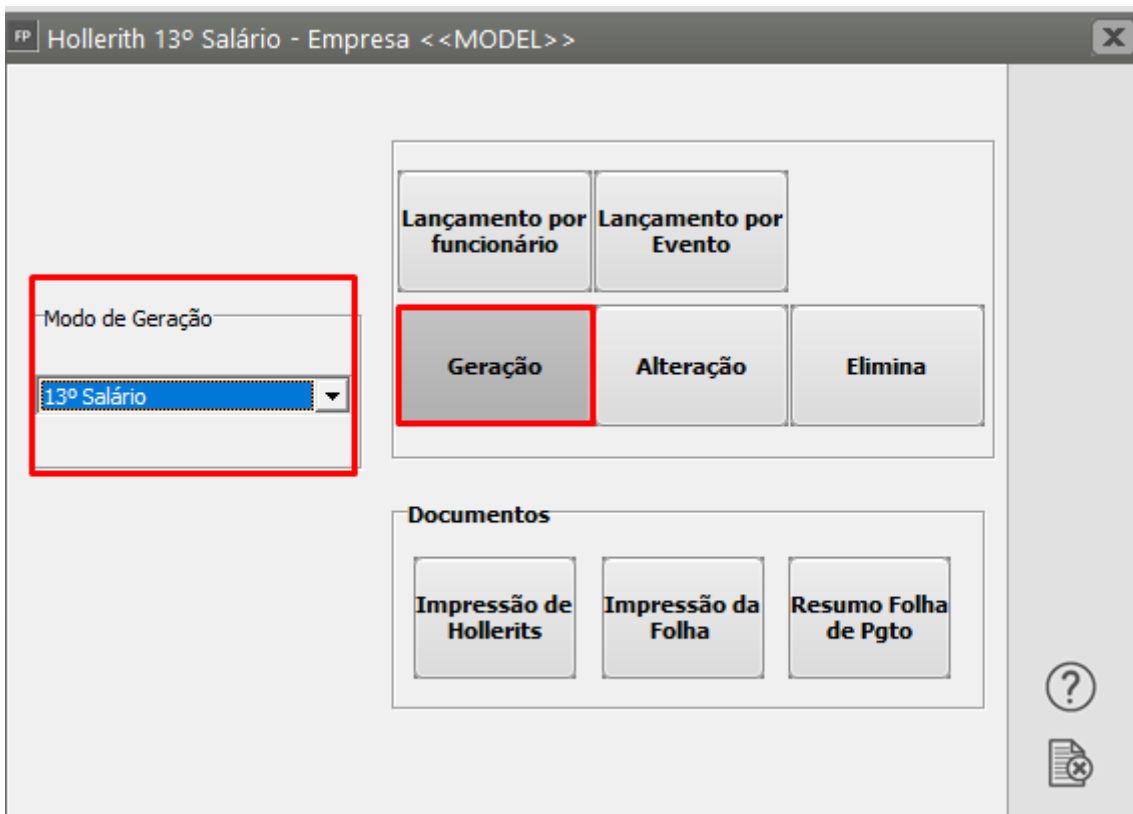 FP Hollerith 13º Salário - Empresa <<MODEL>>
Lançamento por
funcionário
Lançamento por
Evento
Modo de Geração
13º Salário
Geração
Alteração
Elimina
Documentos
Impressão de
Hollerits
Impressão da
Folha
Resumo Folha
de Pgto
?